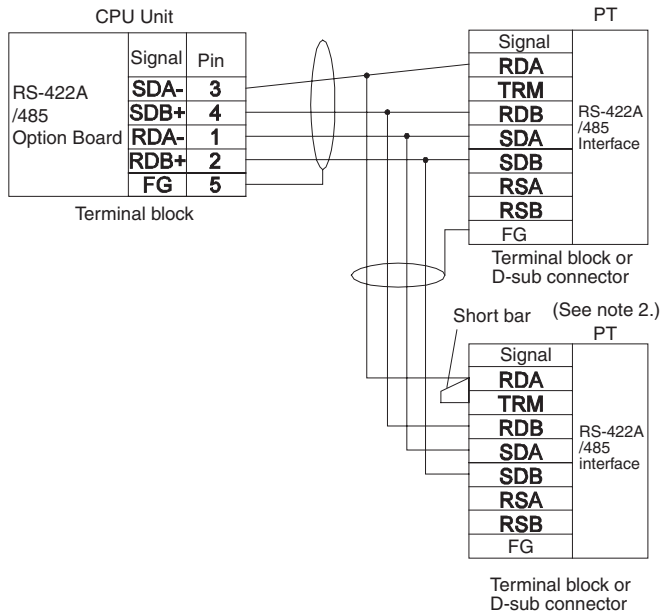 CPU Unit
Signal Pin
RS-422A
/485
Option Board
SDA- 3
SDB+ 4
RDA- 1
RDB+ 2
FG 5
Terminal block
PT
Signal
RDA
TRM
RDB
SDA
SDB
RSA
RSB
FG
RS-422A
/485
Interface
Terminal block or
D-sub connector
Short bar
(See note 2.)
PT
Signal
RDA
TRM
RDB
SDA
SDB
RSA
RSB
FG
RS-422A
/485
interface
Terminal block or
D-sub connector